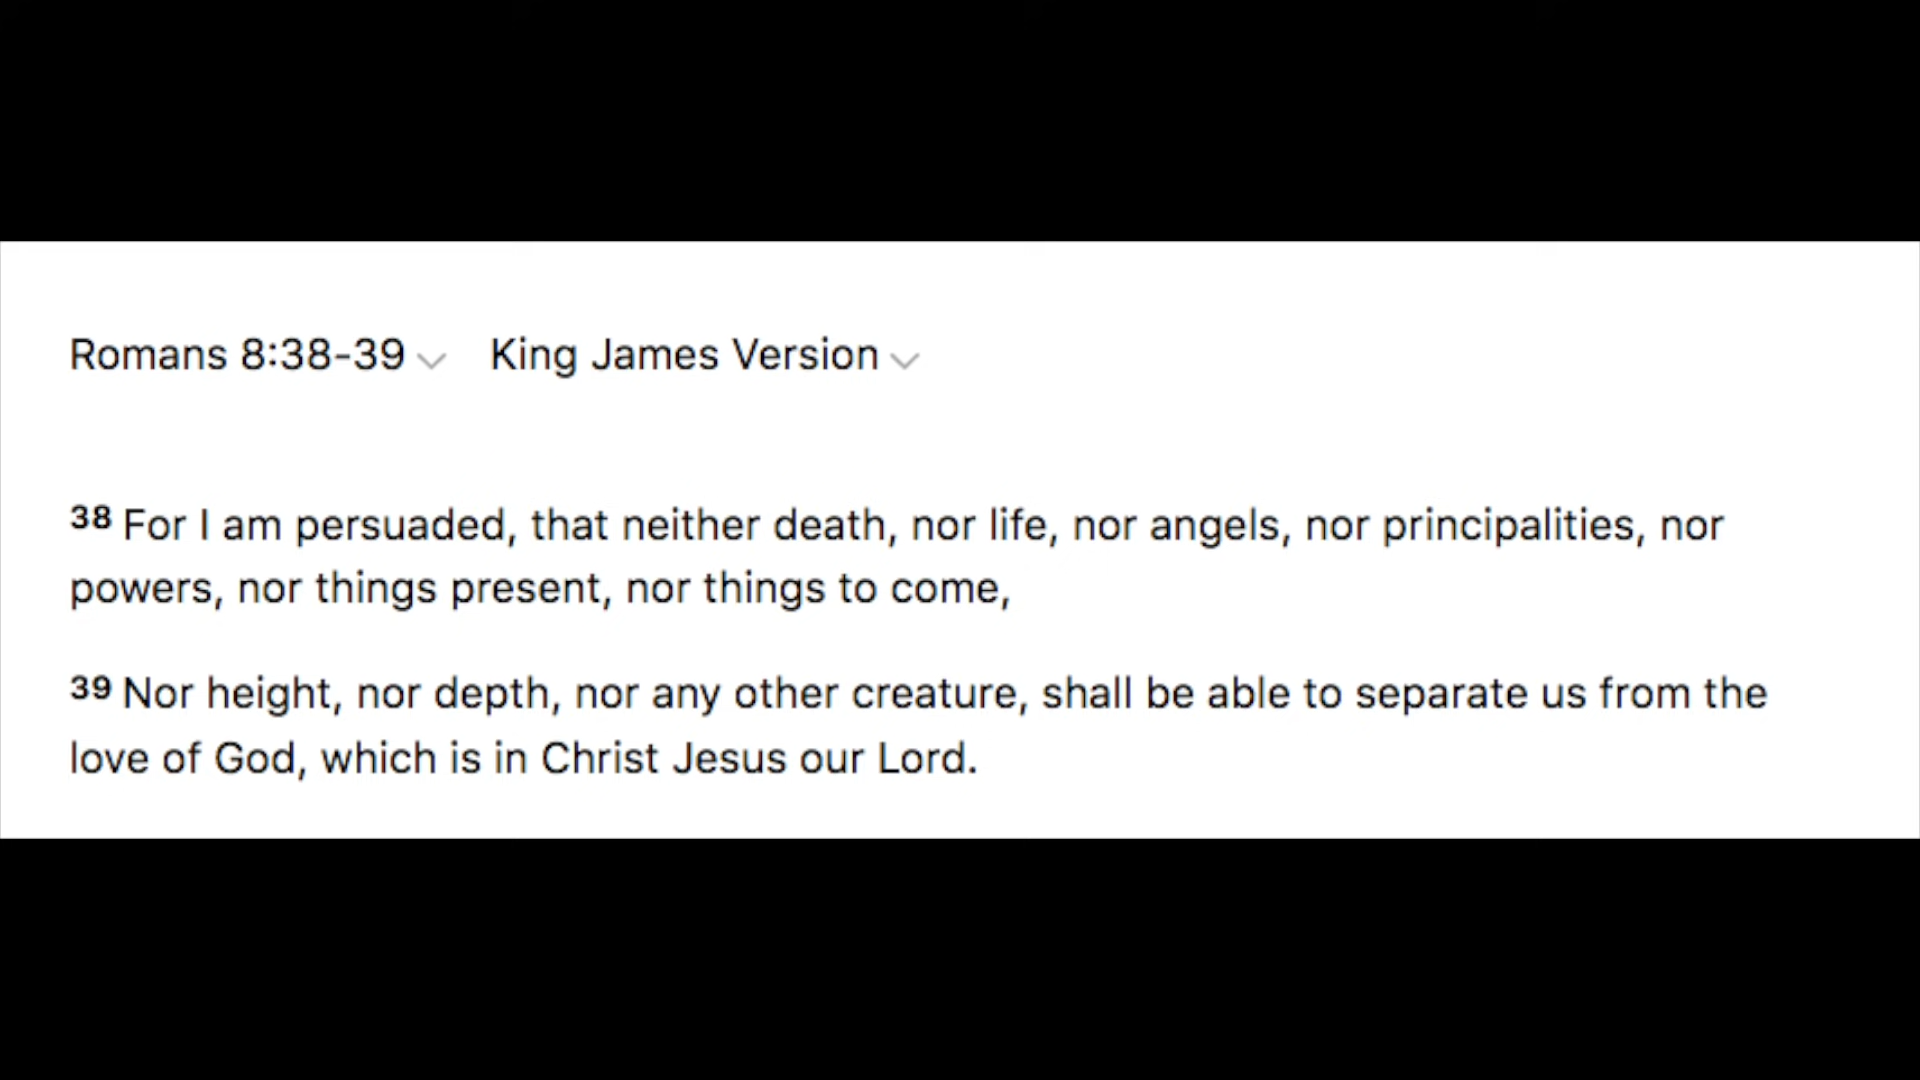 Romans 8:38-39 King James Version
38 For I am persuaded, that neither death, nor life, nor angels, nor principalities, nor
powers, nor things present, nor things to come,
39 Nor height, nor depth, nor any other creature, shall be able to separate us from the
love of God, which is in Christ Jesus our Lord.